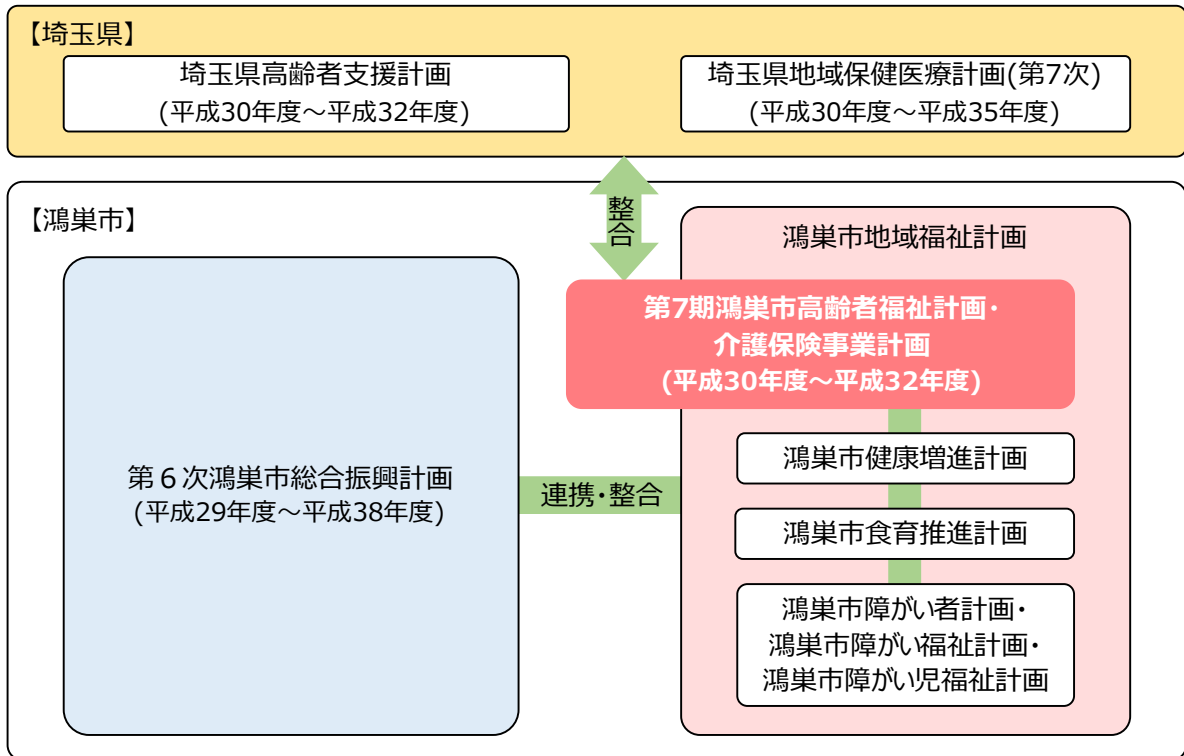 【埼玉県】
埼玉県高齢者支援計画
(平成30年度～平成32年度)
埼玉県地域保健医療計画(第7次)
(平成30年度～平成35年度)
整合
【鴻巣市】
第６次鴻巣市総合振興計画
(平成29年度～平成38年度)
連携・整合
鴻巣市地域福祉計画
第7期鴻巣市高齢者福祉計画・
介護保険事業計画
(平成30年度～平成32年度)
鴻巣市健康増進計画
鴻巣市食育推進計画
鴻巣市障がい者計画・
鴻巣市障がい福祉計画・
鴻巣市障がい児福祉計画